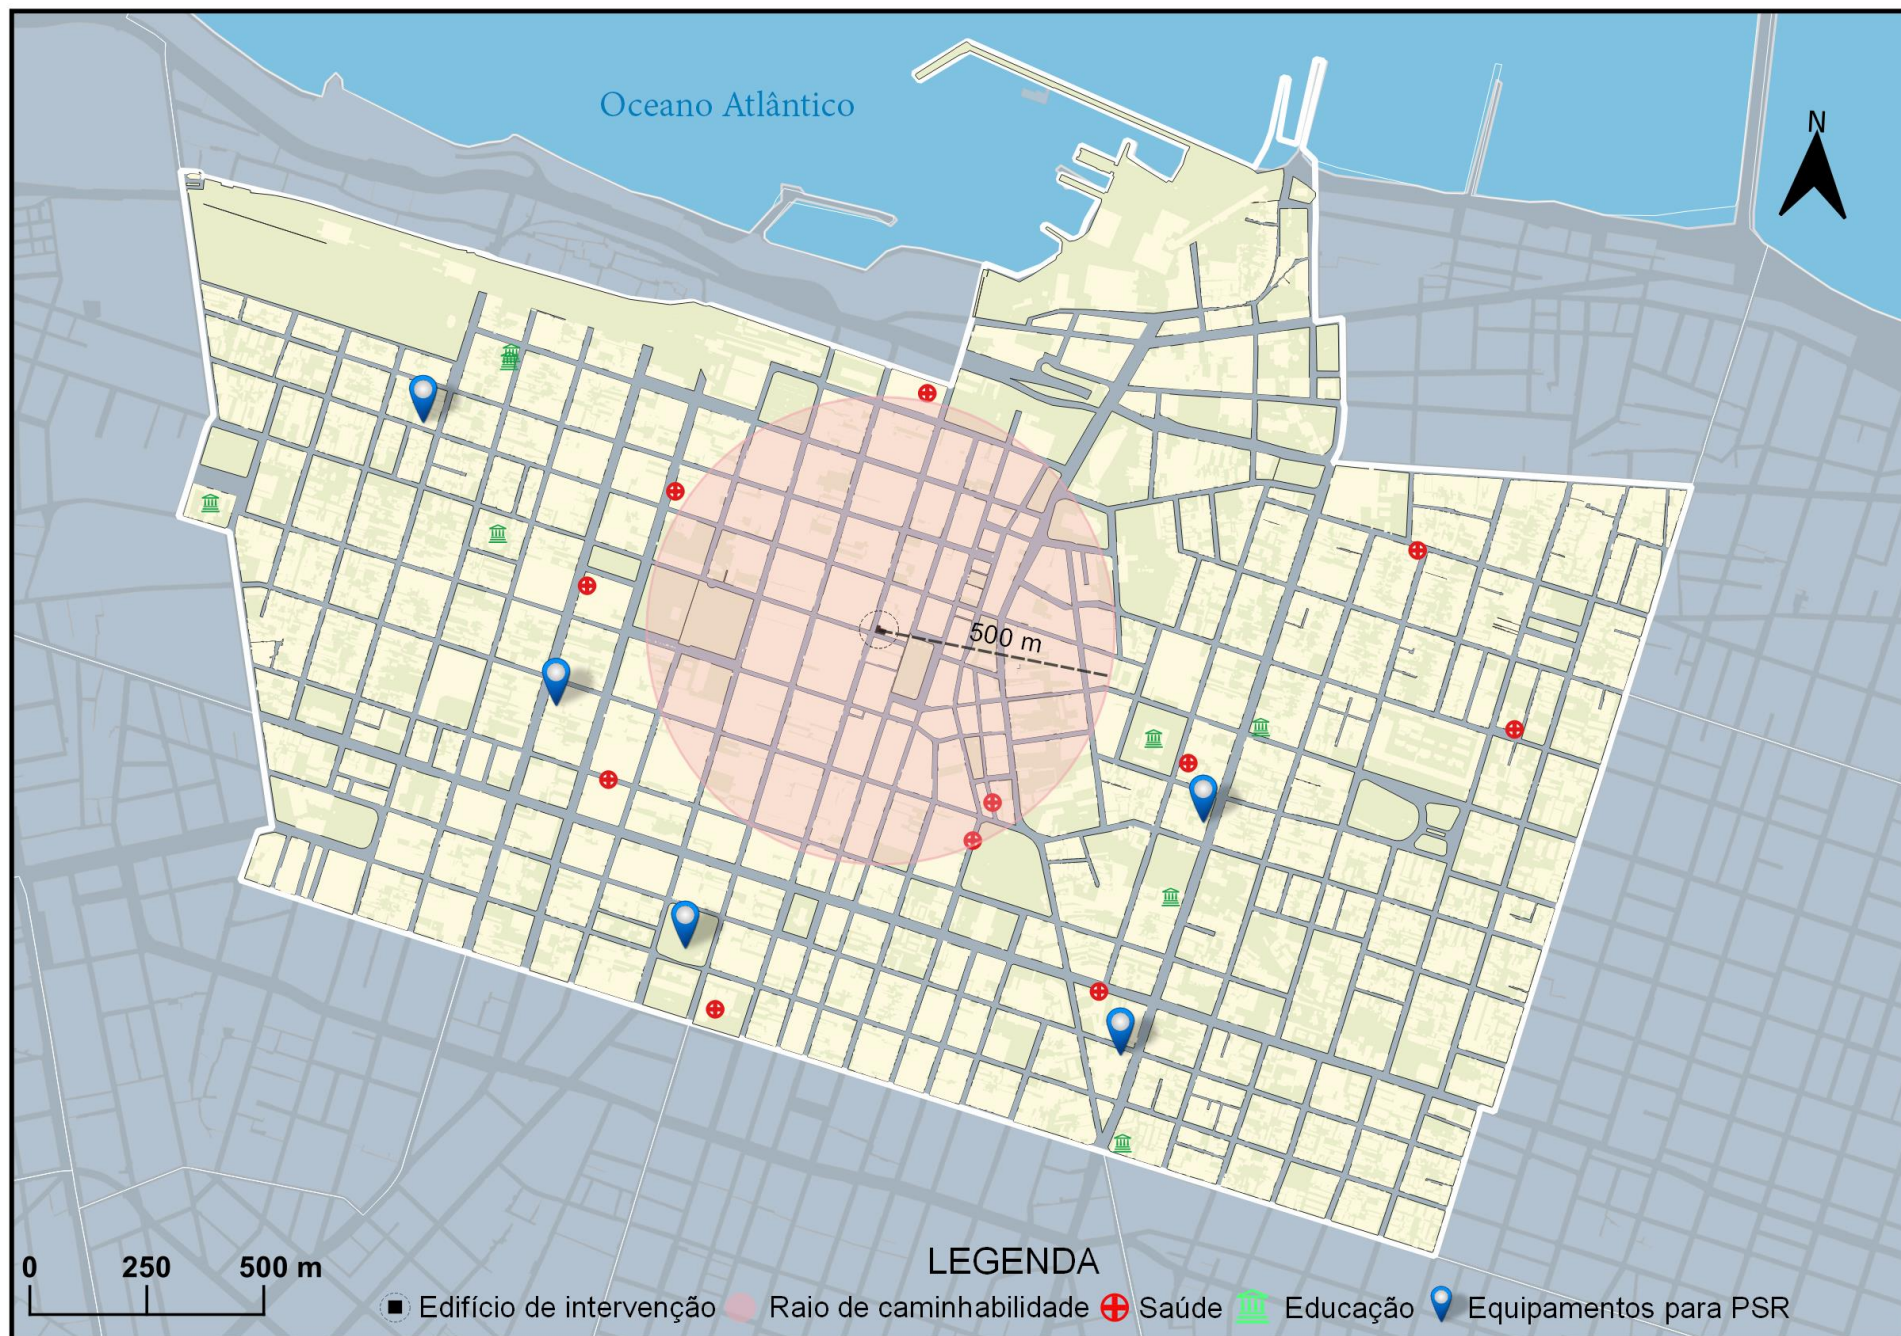 Oceano Atlântico
N
500 m
0 250 500 m
LEGENDA
Edifício de intervenção Raio de caminhabilidade Saúde Educação Equipamentos para PSR